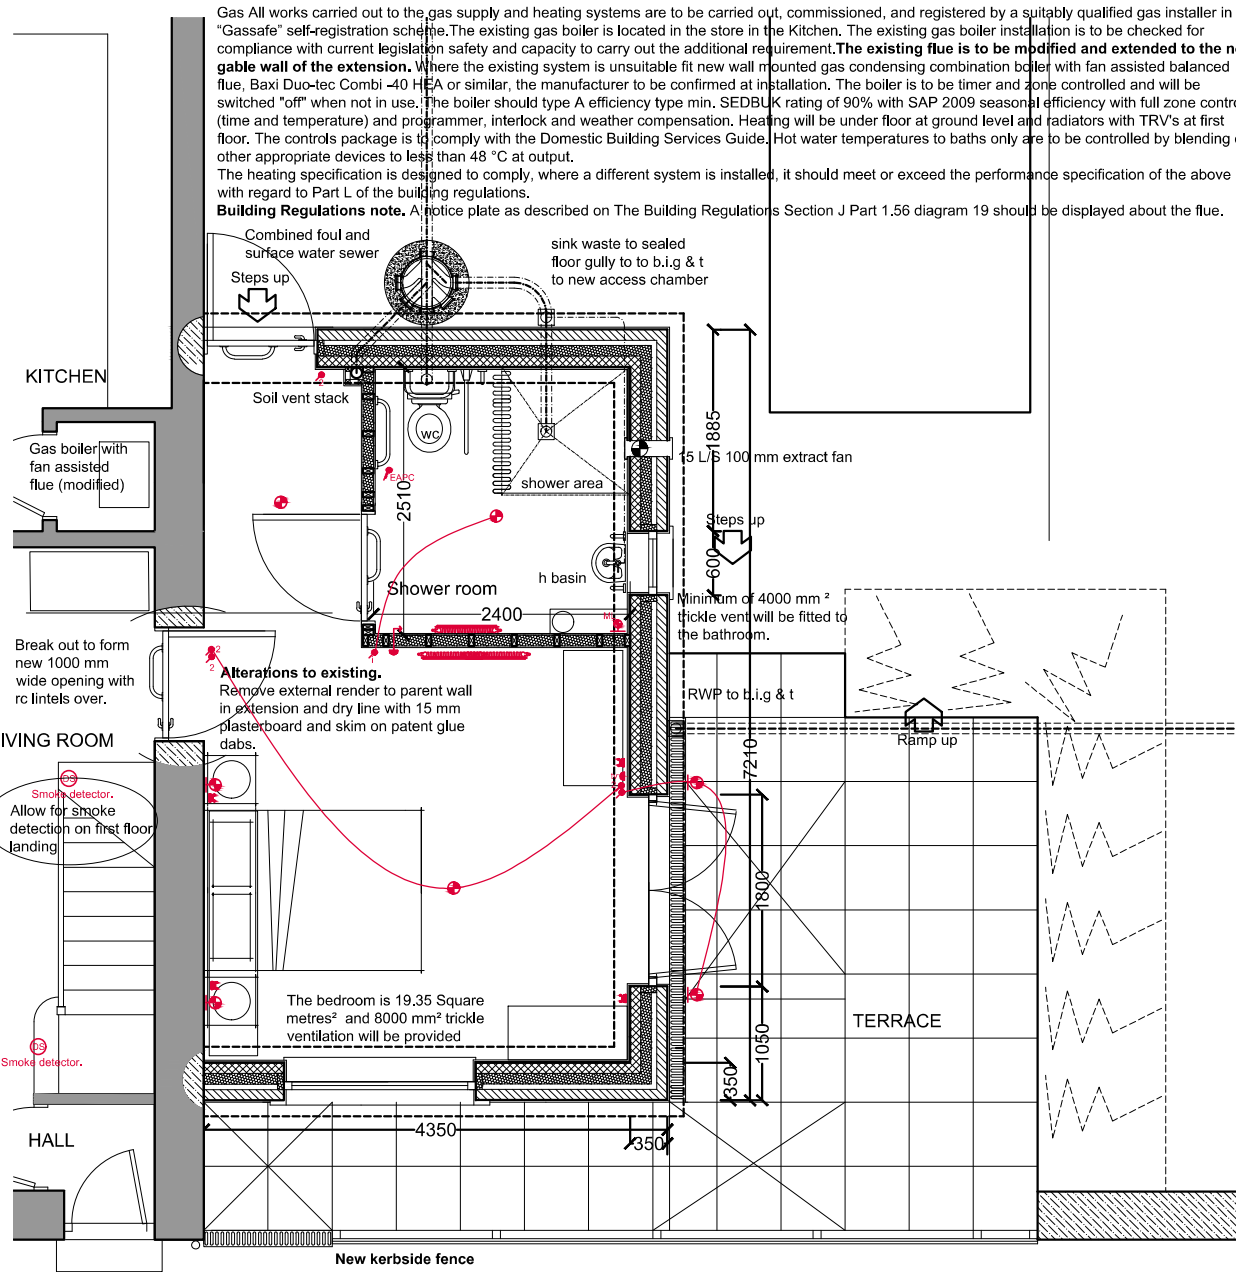 Gas All works carried out to the gas supply and heating systems are to be carried out, commissioned, and registered by a suitably qualified gas installer in
“Gassafe” self-registration scheme.The existing gas boiler is located in the store in the Kitchen. The existing gas boiler installation is to be checked for
compliance with current legislation safety and capacity to carry out the additional requirement.The existing flue is to be modified and extended to the
gable wall of the extension. Where the existing system is unsuitable fit new wall mounted gas condensing combination boiler with fan assisted balanced
flue, Baxi Duo-tec Combi -40 HEA or similar, the manufacturer to be confirmed at installation. The boiler is to be timer and zone controlled and will be
switched "off" when not in use. The boiler should type A efficiency type min. SEDBUK rating of 90% with SAP 2009 seasonal efficiency with full zone
(time and temperature) and programmer, interlock and weather compensation. Heating will be under floor at ground level and radiators with TRV's at first
floor. The controls package is to comply with the Domestic Building Services Guide. Hot water temperatures to baths only are to be controlled by blending
other appropriate devices to less than 48 °C at output.
The heating specification is designed to comply, where a different system is installed, it should meet or exceed the performance specification of the above
with regard to Part L of the building regulations.
Building Regulations note. A notice plate as described on The Building Regulations Section J Part 1.56 diagram 19 should be displayed about the flue.
Combined foul and
surface water sewer
Steps up
sink waste to sealed
floor gully to to b.i.g & t
to new access chamber
KITCHEN
Soil vent stack
Gas boiler with
fan assisted
flue (modified)
2
wc
EAPC
2510
shower area
1885
15 L/S 100 mm extract fan
Steps up
600
h basin
Shower room
2400
Minimum of 4000 mm ²
trickle vent will be fitted to
the bathroom.
Break out to form
new 1000 mm
wide opening with
rc lintels over.
2
2
Alterations to existing.
Remove external render to parent wall
in extension and dry line with 15 mm
plasterboard and skim on patent glue
dabs.
RWP to b.i.g & t
Ramp up
7210
IVING ROOM
DS
Smoke detector.
Allow for smoke
detection on first floor
landing
1800
The bedroom is 19.35 Square
metres² and 8000 mm² trickle
ventilation will be provided
TERRACE
1050
350
DS
Smoke detector.
4350
350
HALL
New kerbside fence